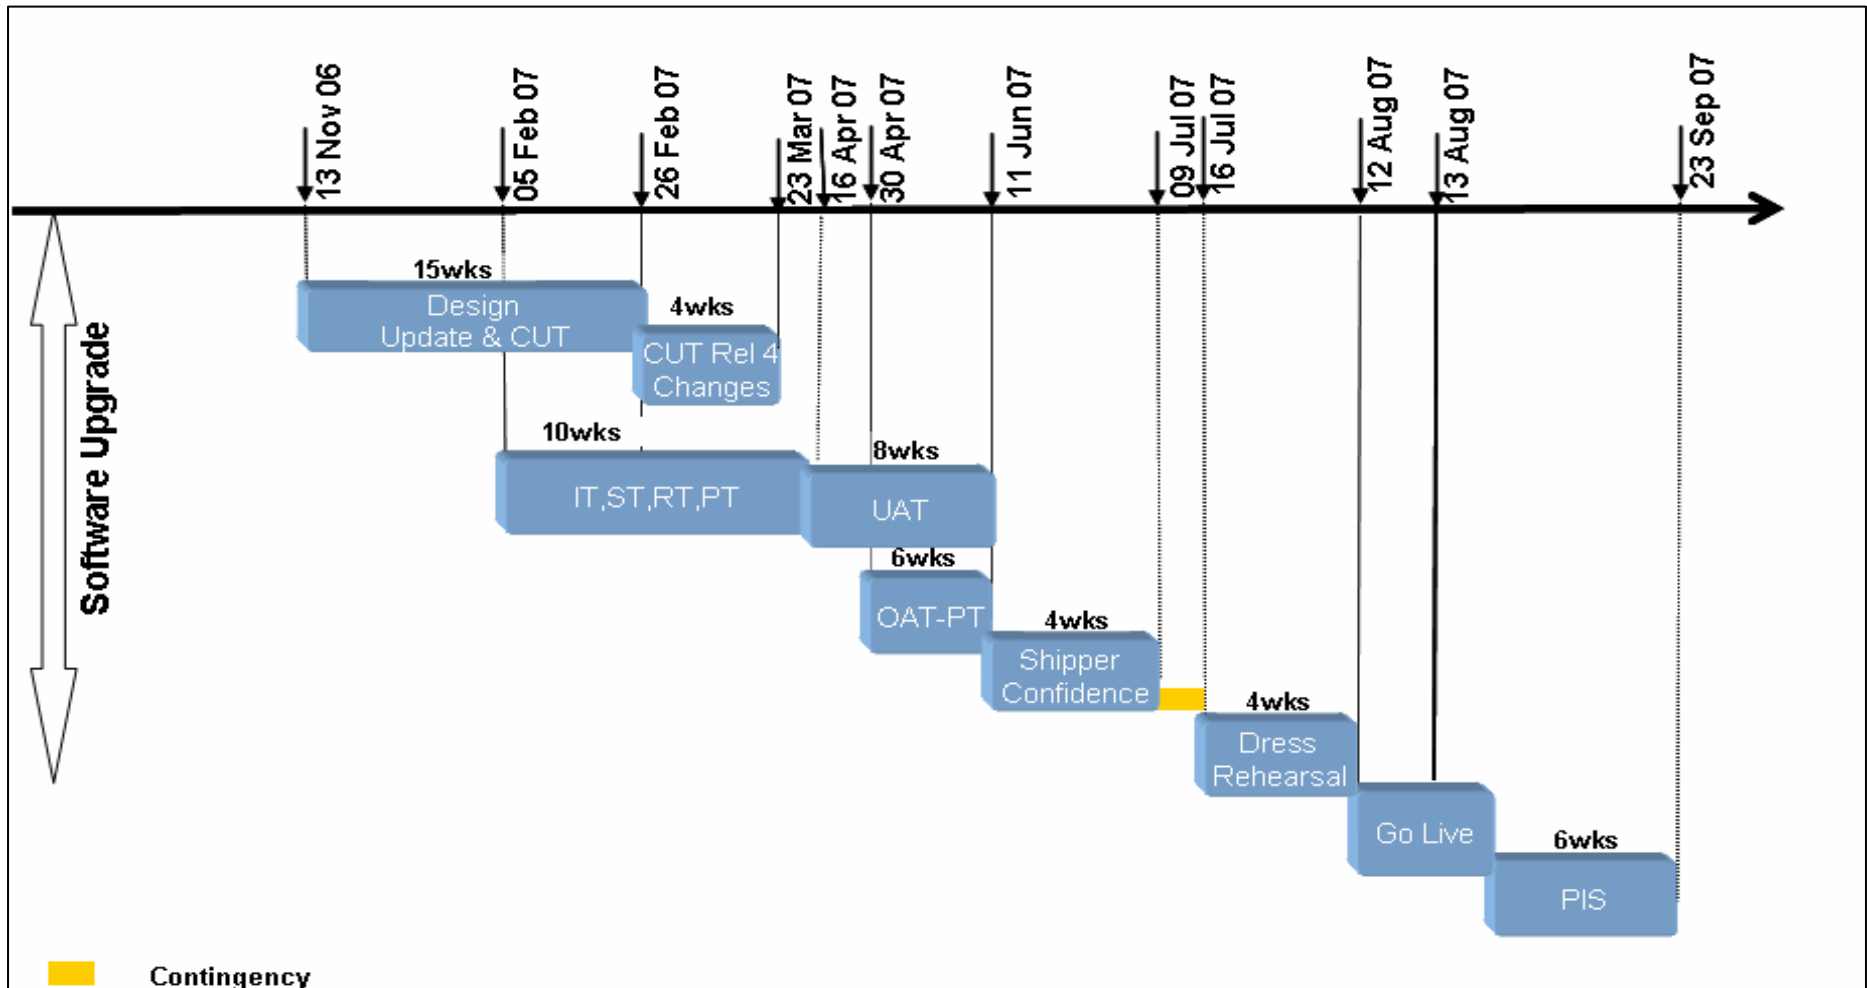 13 Nov 06
05 Feb 07
26 Feb 07
23 Mar 07
16 Apr 07
30 Apr 07
11 Jun 07
09 Jul 07
16 Jul 07
12 Aug 07
13 Aug 07
23 Sep 07
Software Upgrade
15wks
Design
Update & CUT
4wks
CUT Rel 4
Changes
10wks
IT,ST,RT,PT
8wks
UAT
6wks
OAT-PT
4wks
Shipper
Confidence
4wks
Dress
Rehearsal
Go Live
6wks
PIS
Contingency